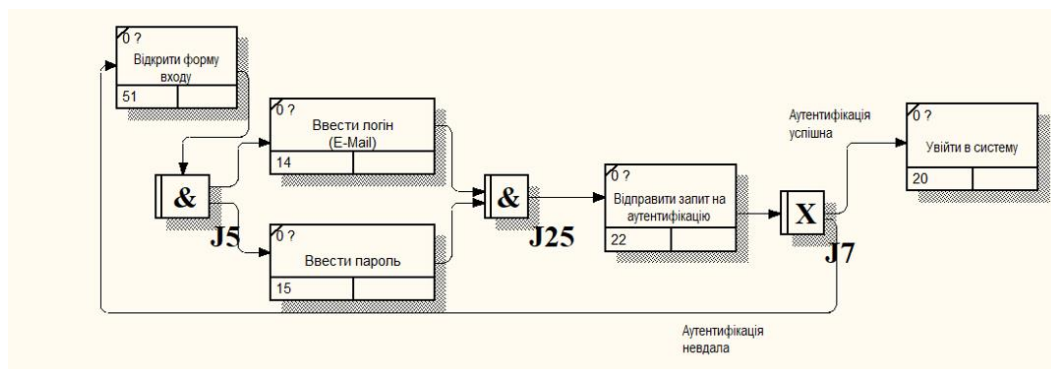 0 ?
Відкрити форму
входу
51
&
J5
0 ?
Ввести логін
(E-Mail)
14
0 ?
Ввести пароль
15
&
J25
0 ?
Відправити запит на
аутентифікацію
22
X
J7
Аутентифікація
успішна
0 ?
Увійти в систему
20
Аутентифікація
невдала